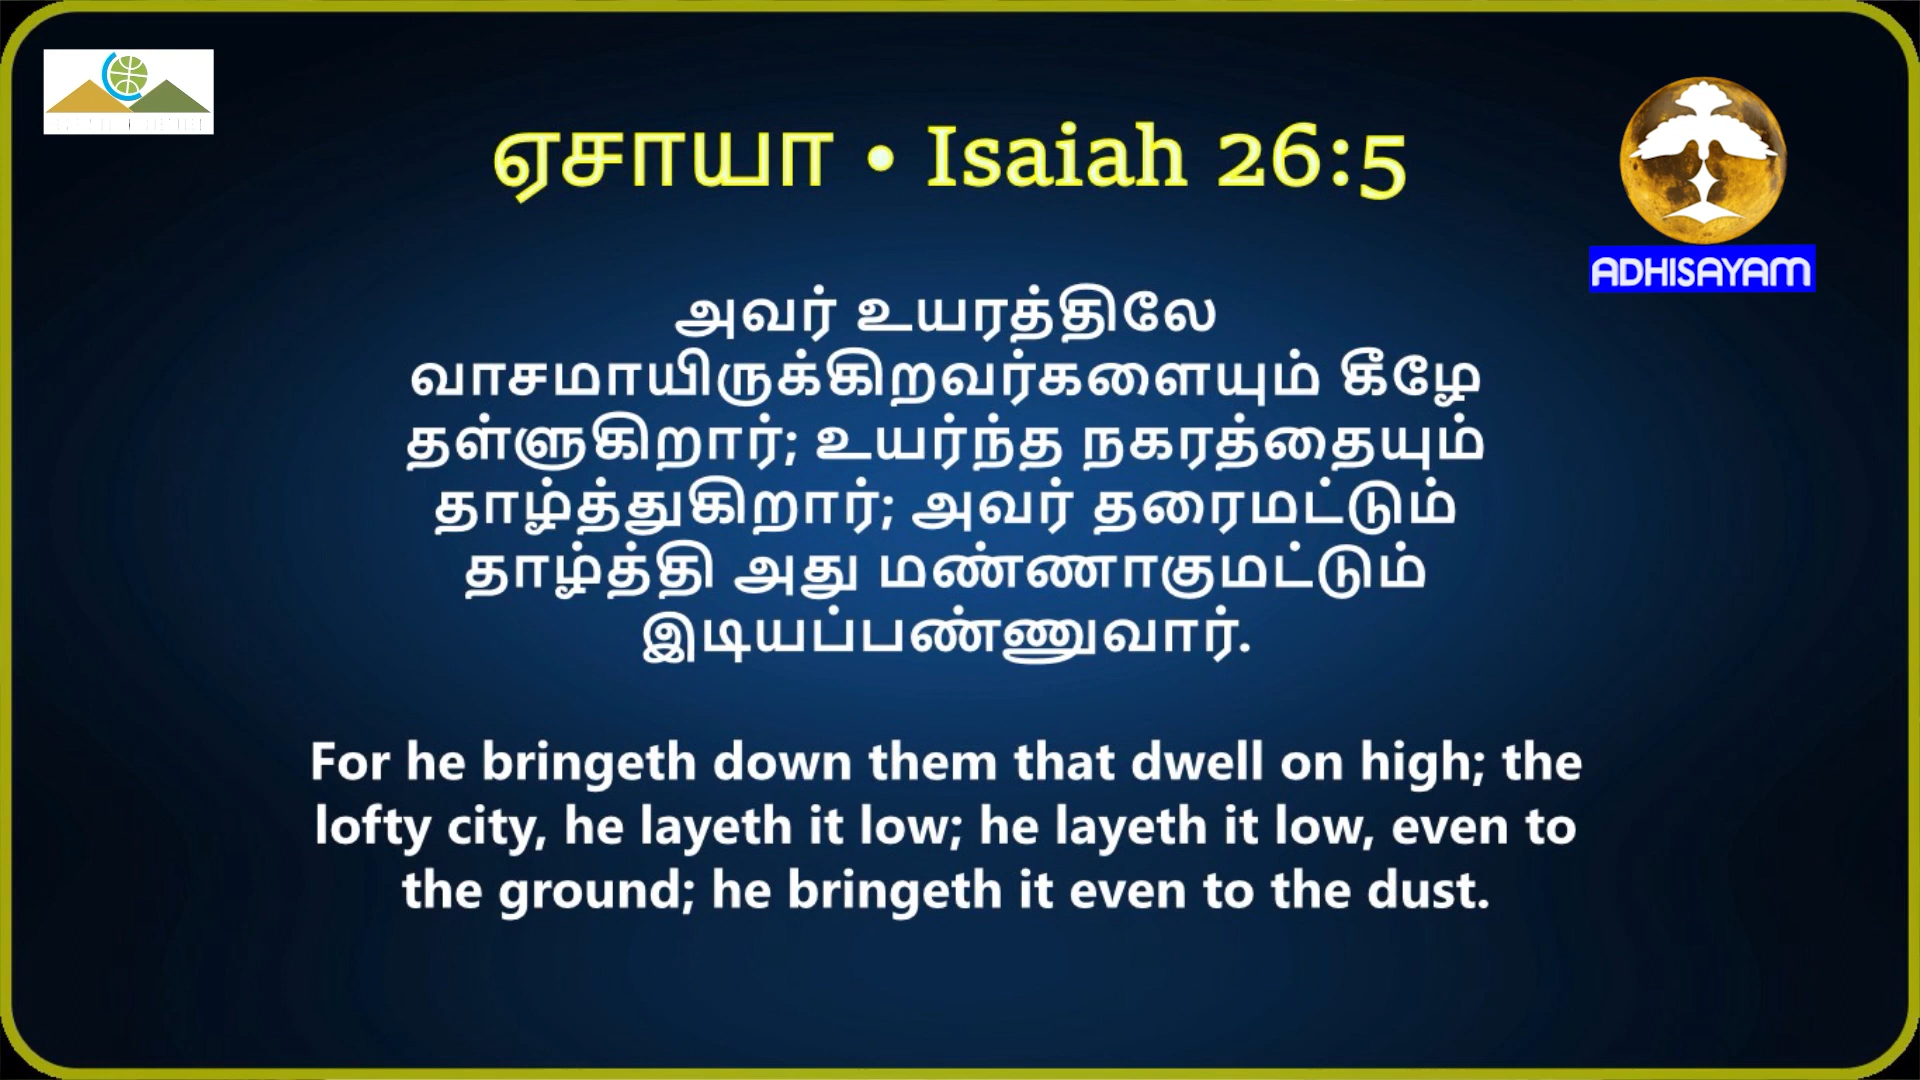 ஏசாயா • Isaiah 26:5
ADHISAYAM
அவர் உயரத்திலே
வாசமாயிருக்கிறவர்களையும் கீழே
தள்ளுகிறார்; உயர்ந்த நகரத்தையும்
தாழ்த்துகிறார்; அவர் தரைமட்டும்
தாழ்த்தி அது மண்ணாகுமட்டும்
இடியப்பண்ணுவார்.
For he bringeth down them that dwell on high; the
lofty city, he layeth it low; he layeth it low, even to
the ground; he bringeth it even to the dust.